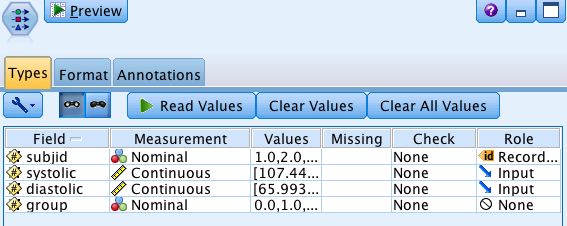 Preview
?
Types Format Annotations
Read Values Clear Values Clear All Values
Field Measurement Values Missing Check Role
subjid Nominal 1.0,2.0,... None Record...
systolic Continuous [107.44... None Input
diastolic Continuous [65.993... None Input
group Nominal 0.0,1.0,... None None